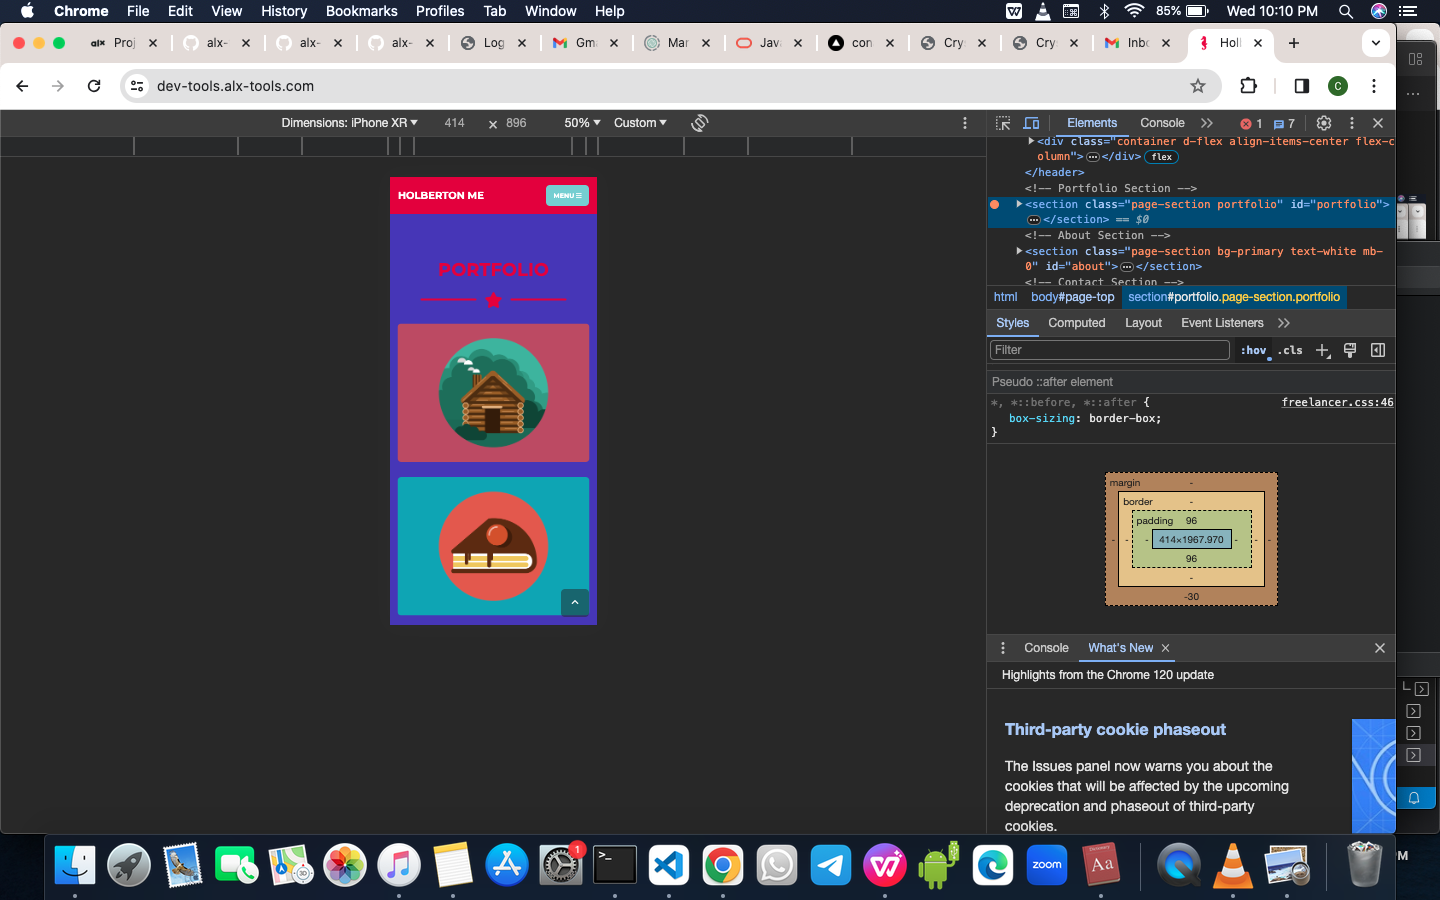 Chrome File Edit View History Bookmarks Profiles Tab Window Help 85% Wed 10:10 PM
alx Proj alx- alx- alx- Log Gma Mar Java con Cry Cry Inbo Holl
dev-tools.alx-tools.com C
Dimensions: iPhone XR 414 × 896 50% Custom
Elements Console 1 7
<div class="container d-flex align-items-center flex-c
olumn"> … </div> flex
</header>
<!-- Portfolio Section -->
<section class="page-section portfolio" id="portfolio">
… </section> == $0
<!-- About Section -->
<section class="page-section bg-primary text-white mb-
0" id="about"> … </section>
<!-- Contact Section -->
html body#page-top section#portfolio.page-section.portfolio
Styles Computed Layout Event Listeners
Filter :hov .cls
Pseudo ::after element
*, *::before, *::after { freelancer.css:46
box-sizing: border-box;
}
margin -
border -
padding 96
- - - 414×1967.970 - - -
96
-
-30
Console What's New
Highlights from the Chrome 120 update
Third-party cookie phaseout
The Issues panel now warns you about the
cookies that will be affected by the upcoming
deprecation and phaseout of third-party
cookies.
HOLBERTON ME MENU
PORTFOLIO
1
3D
>_
zoom
Aa
PM